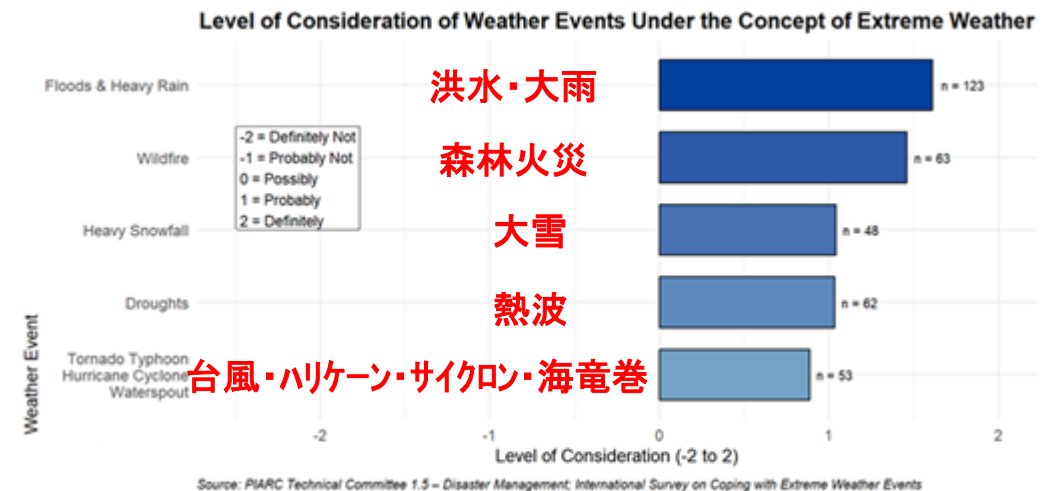 Level of Consideration of Weather Events Under the Concept of Extreme Weather
Floods & Heavy Rain
洪水・大雨
n = 123
-2 = Definitely Not
-1 = Probably Not
0 = Possibly
1 = Probably
2 = Definitely
Wildfire
森林火災
n = 63
Heavy Snowfall
大雪
n = 48
Droughts
熱波
n = 62
Tornado Typhoon
Hurricane Cyclone
Waterspout
台風・ハリケーン・サイクロン・海竜巻
n = 53
Weather Event
-2 -1 0 1 2
Level of Consideration (-2 to 2)
Source: PIARC Technical Committee 1.5 – Disaster Management; International Survey on Coping with Extreme Weather Events